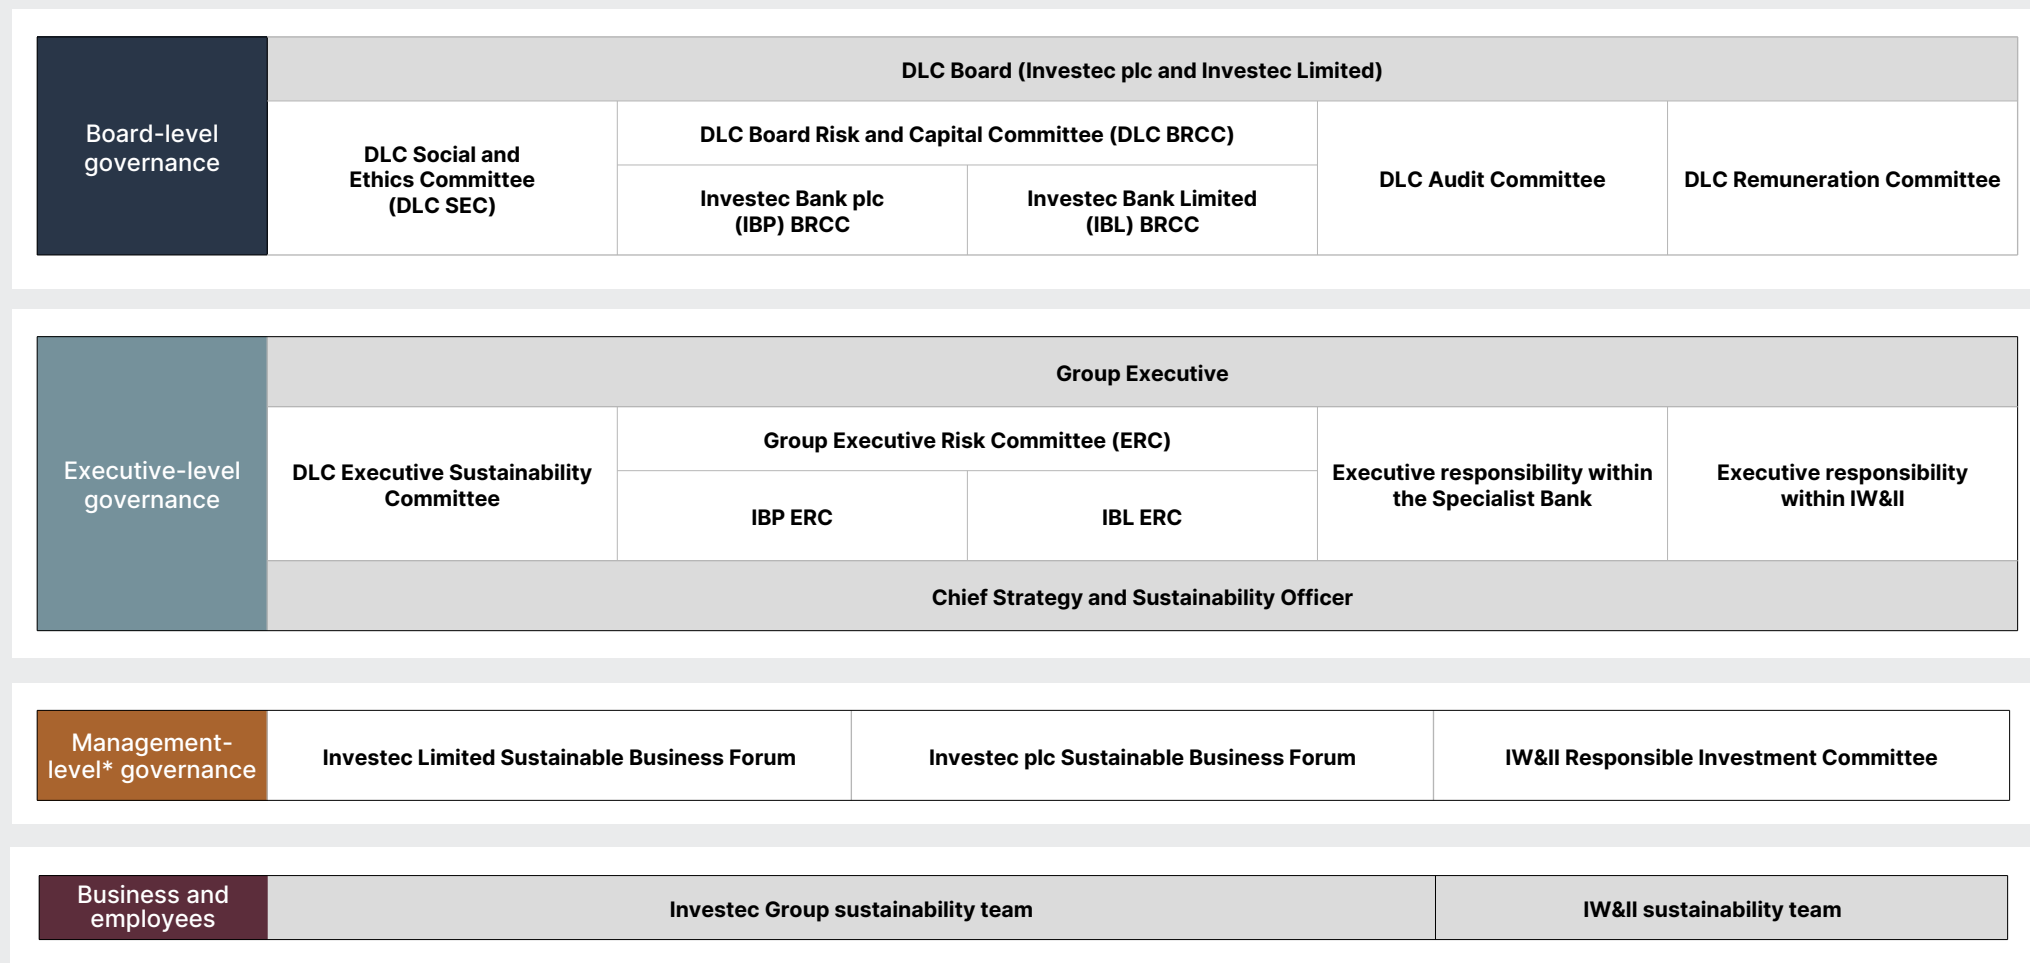 Board-level
governance
DLC Board (Investec plc and Investec Limited)
DLC Social and
Ethics Committee
(DLC SEC)
DLC Board Risk and Capital Committee (DLC BRCC)
Investec Bank plc
(IBP) BRCC
Investec Bank Limited
(IBL) BRCC
DLC Audit Committee
DLC Remuneration Committee
Executive-level
governance
Group Executive
DLC Executive Sustainability
Committee
Group Executive Risk Committee (ERC)
IBP ERC
IBL ERC
Executive responsibility within
the Specialist Bank
Executive responsibility
within IW&II
Chief Strategy and Sustainability Officer
Management-
level* governance
Investec Limited Sustainable Business Forum
Investec plc Sustainable Business Forum
IW&II Responsible Investment Committee
Business and
employees
Investec Group sustainability team
IW&II sustainability team